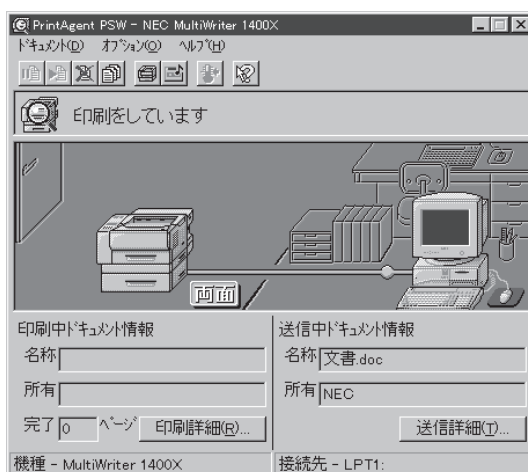 PrintAgent PSW - NEC MultiWriter 1400X
ドキュメント(D) オプション(O) ヘルプ(H)
印刷をしています
両面
印刷中ドキュメント情報
名称
所有
完了 0 ページ 印刷詳細(R)...
送信中ドキュメント情報
名称 文書.doc
所有 NEC
送信詳細(T)...
機種 - MultiWriter 1400X
接続先 - LPT1: